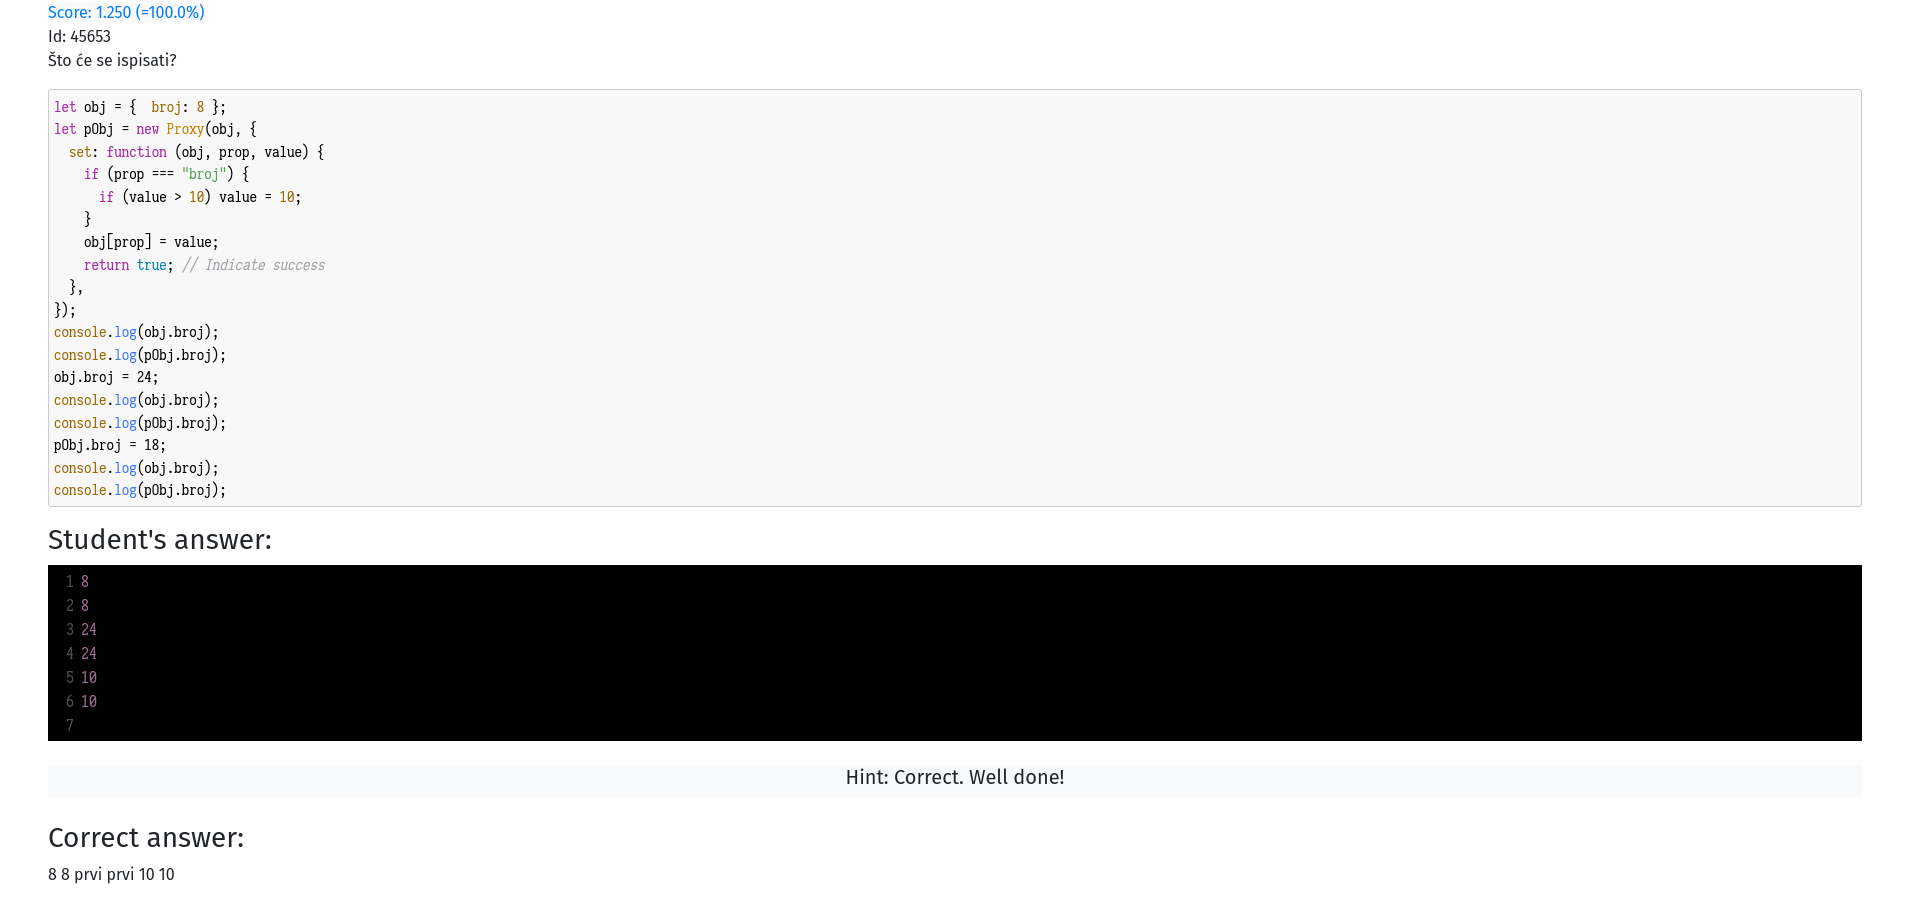 Score: 1.250 (=100.0%)
Id: 45653
Što će se ispisati?
let obj = {  broj: 8 };
let pObj = new Proxy(obj, {
  set: function (obj, prop, value) {
    if (prop === "broj") {
      if (value > 10) value = 10;
    }
    obj[prop] = value;
    return true; // Indicate success
  },
});
console.log(obj.broj);
console.log(pObj.broj);
obj.broj = 24;
console.log(obj.broj);
console.log(pObj.broj);
pObj.broj = 18;
console.log(obj.broj);
console.log(pObj.broj);
Student's answer:
1 8
2 8
3 24
4 24
5 10
6 10
7
Hint: Correct. Well done!
Correct answer:
8 8 prvi prvi 10 10